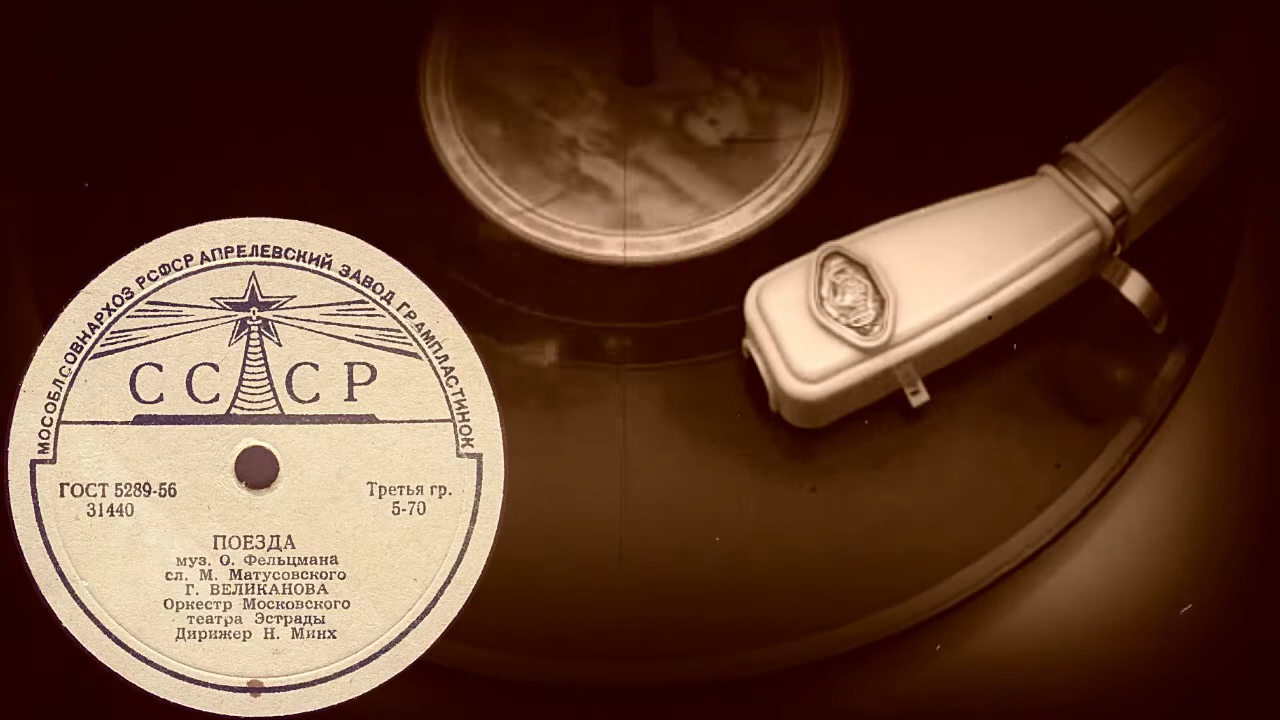 МОСОБЛСОВНАРХОЗ РСФСР АПРЕЛЕВСКИЙ ЗАВОД ГРАМПЛАСТИНОК
СССР
ГОСТ 5289-56
31440
Третья гр.
5-70
ПОЕЗДА
муз. О. Фельцмана
сл. М. Матусовского
Г. ВЕЛИКАНОВА
Оркестр Московского
театра Эстрады
Дирижер Н. Минх